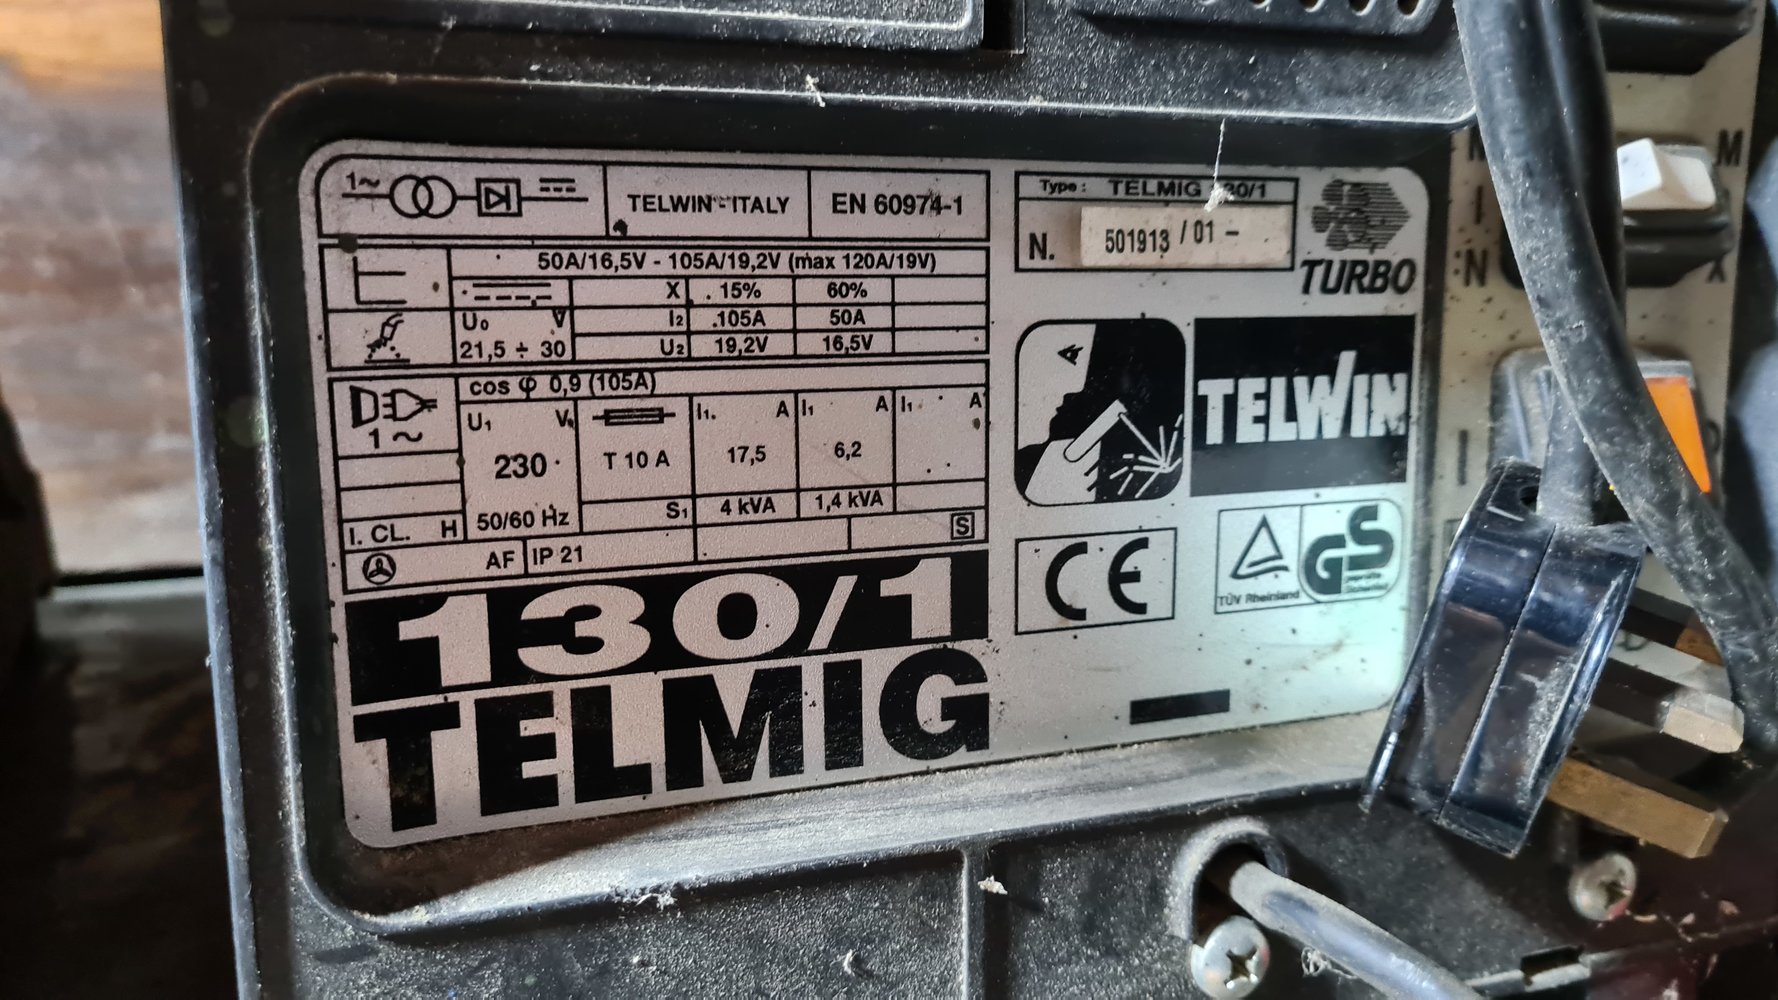 1~
TELWIN - ITALY
EN 60974-1
50A/16,5V - 105A/19,2V (max 120A/19V)
X 15% 60%
U₀ V
21,5 ÷ 30
I₂ 105A 50A
U₂ 19,2V 16,5V
cos φ 0,9 (105A)
1~
U₁ V
230
50/60 Hz
T 10 A
I₁ A I₁ A I₁ A
17,5 6,2
S₁ 4 kVA 1,4 kVA
I. CL. H
AF IP 21
S
130/1
TELMIG
Type: TELMIG /1
N. 501913 / 01 -
TURBO
TELWIN
CE
TÜV Rheinland
GS
MIN
M
X